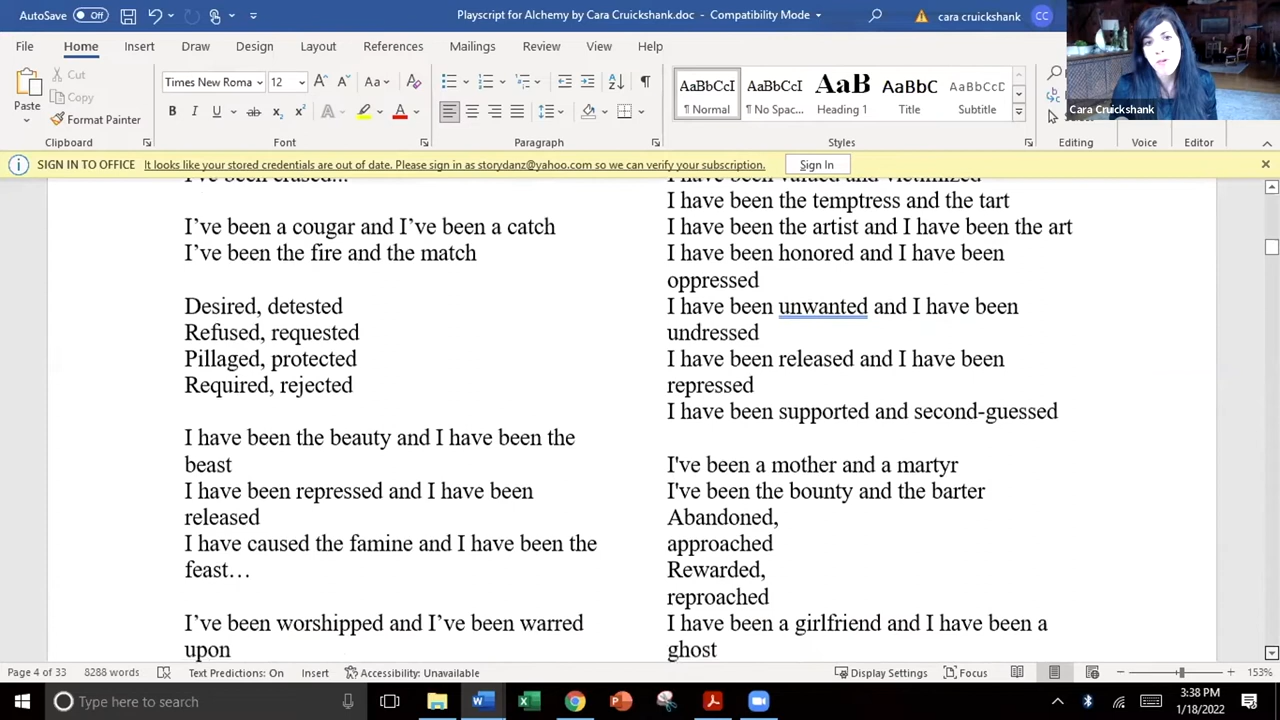 AutoSave Off
Playscript for Alchemy by Cara Cruickshank.doc - Compatibility Mode
cara cruickshank CC
File Home Insert Draw Design Layout References Mailings Review View Help
Paste
Cut
Copy
Format Painter
Clipboard
Times New Roma 12
Font
Paragraph
AaBbCcI AaBbCcI AaB AaBbC AaBbCcD
¶ Normal ¶ No Spac... Heading 1 Title Subtitle
Styles
Editing
Voice
Editor
Cara Cruickshank
SIGN IN TO OFFICE It looks like your stored credentials are out of date. Please sign in as storydanz@yahoo.com so we can verify your subscription. Sign In
I've been erased...
I’ve been a cougar and I’ve been a catch
I’ve been the fire and the match
Desired, detested
Refused, requested
Pillaged, protected
Required, rejected
I have been the beauty and I have been the
beast
I have been repressed and I have been
released
I have caused the famine and I have been the
feast…
I’ve been worshipped and I’ve been warred
upon
I have been valued and victimized
I have been the temptress and the tart
I have been the artist and I have been the art
I have been honored and I have been
oppressed
I have been unwanted and I have been
undressed
I have been released and I have been
repressed
I have been supported and second-guessed
I've been a mother and a martyr
I've been the bounty and the barter
Abandoned,
approached
Rewarded,
reproached
I have been a girlfriend and I have been a
ghost
Page 4 of 33 8288 words Text Predictions: On Insert Accessibility: Unavailable Display Settings Focus 153%
Type here to search
3:38 PM
1/18/2022